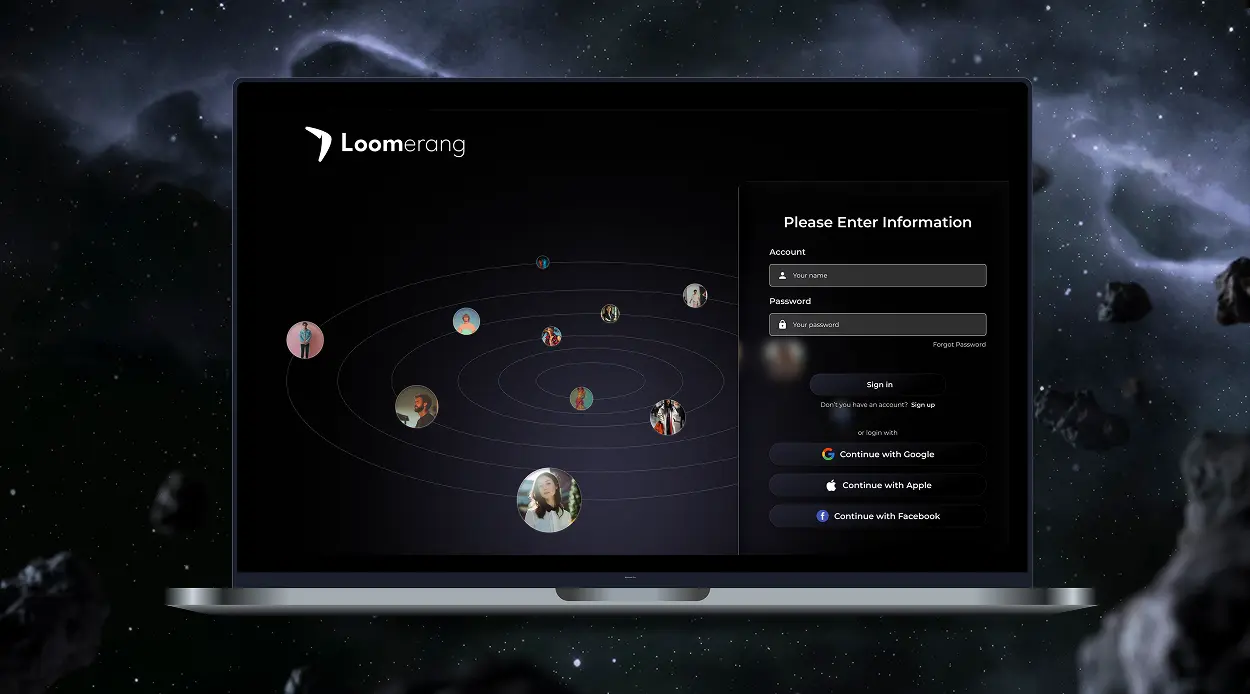 Loomerang
Please Enter Information
Account
Your name
Password
Your password
Forgot Password
Sign in
Don't you have an account? Sign up
or login with
Continue with Google
Continue with Apple
Continue with Facebook